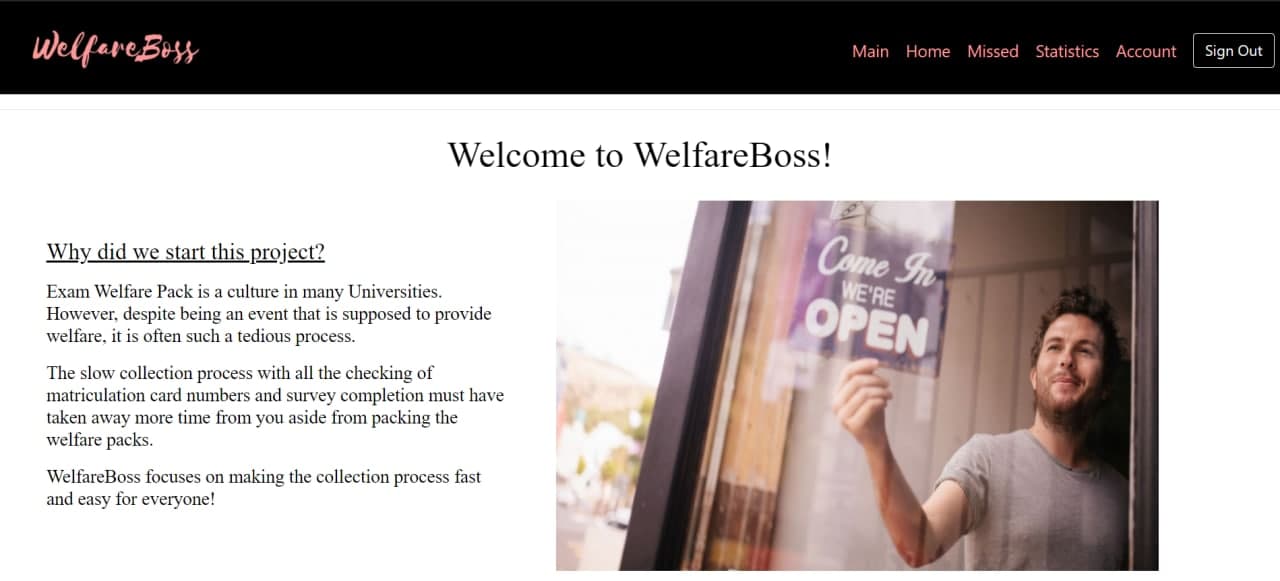 WelfareBoss
Main Home Missed Statistics Account Sign Out
Welcome to WelfareBoss!
Why did we start this project?
Exam Welfare Pack is a culture in many Universities.
However, despite being an event that is supposed to provide
welfare, it is often such a tedious process.
The slow collection process with all the checking of
matriculation card numbers and survey completion must have
taken away more time from you aside from packing the
welfare packs.
WelfareBoss focuses on making the collection process fast
and easy for everyone!
Come In
WE'RE
OPEN